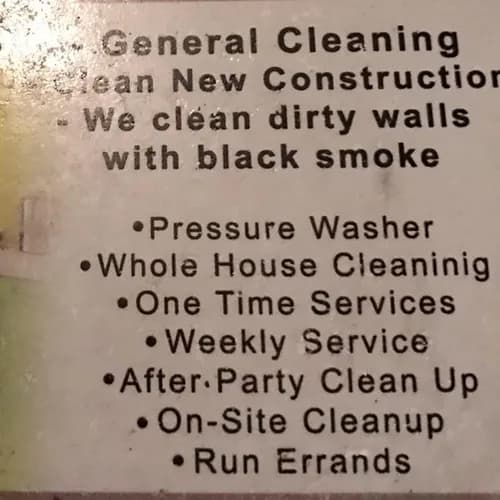 - General Cleaning
Clean New Construction
- We clean dirty walls
with black smoke
•Pressure Washer
•Whole House Cleaninig
•One Time Services
•Weekly Service
•After·Party Clean Up
•On-Site Cleanup
•Run Errands